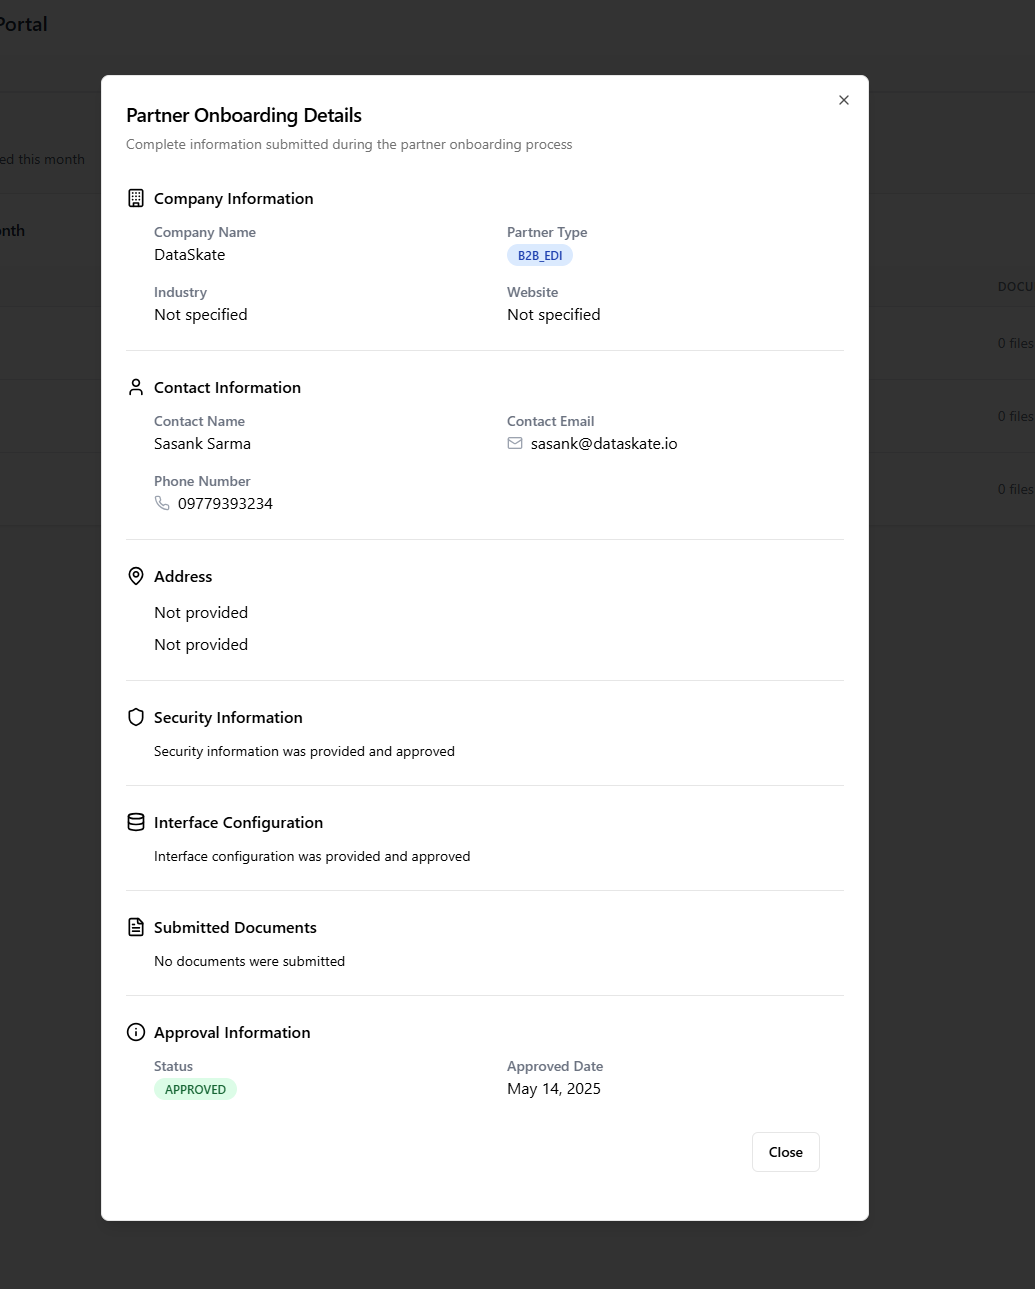 Portal
ed this month
onth
DOCU
0 files
0 files
0 files
Partner Onboarding Details
Complete information submitted during the partner onboarding process
Company Information
Company Name
DataSkate
Partner Type
B2B_EDI
Industry
Not specified
Website
Not specified
Contact Information
Contact Name
Sasank Sarma
Contact Email
sasank@dataskate.io
Phone Number
09779393234
Address
Not provided
Not provided
Security Information
Security information was provided and approved
Interface Configuration
Interface configuration was provided and approved
Submitted Documents
No documents were submitted
Approval Information
Status
APPROVED
Approved Date
May 14, 2025
Close